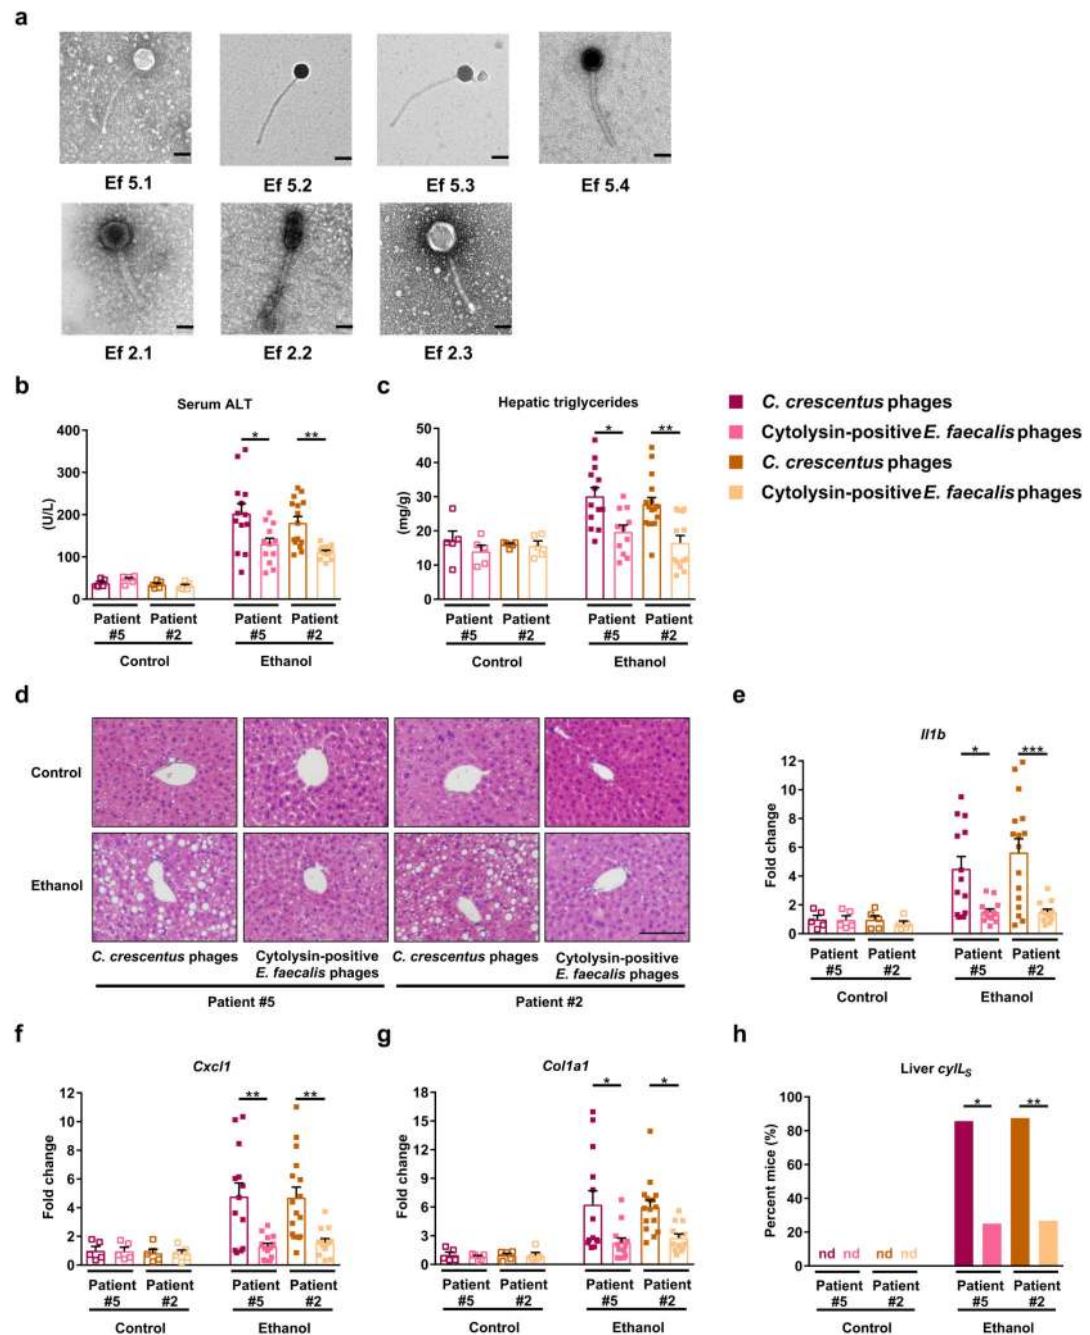 a
Ef 5.1
Ef 5.2
Ef 5.3
Ef 5.4
Ef 2.1
Ef 2.2
Ef 2.3
b
Serum ALT
(U/L)
400
300
200
100
0
*
**
Patient #5
Patient #2
Patient #5
Patient #2
Control
Ethanol
c
Hepatic triglycerides
(mg/g)
50
40
30
20
10
0
*
**
Patient #5
Patient #2
Patient #5
Patient #2
Control
Ethanol
C. crescentus phages
Cytolysin-positive E. faecalis phages
C. crescentus phages
Cytolysin-positive E. faecalis phages
d
Control
Ethanol
C. crescentus phages
Cytolysin-positive
E. faecalis phages
C. crescentus phages
Cytolysin-positive
E. faecalis phages
Patient #5
Patient #2
e
Il1b
Fold change
12
10
8
6
4
2
0
*
***
Patient #5
Patient #2
Patient #5
Patient #2
Control
Ethanol
f
Cxcl1
Fold change
12
10
8
6
4
2
0
**
**
Patient #5
Patient #2
Patient #5
Patient #2
Control
Ethanol
g
Col1a1
Fold change
18
15
12
9
6
3
0
*
*
Patient #5
Patient #2
Patient #5
Patient #2
Control
Ethanol
h
Liver cylLS
Percent mice (%)
100
80
60
40
20
0
nd nd nd nd
*
**
Patient #5
Patient #2
Patient #5
Patient #2
Control
Ethanol